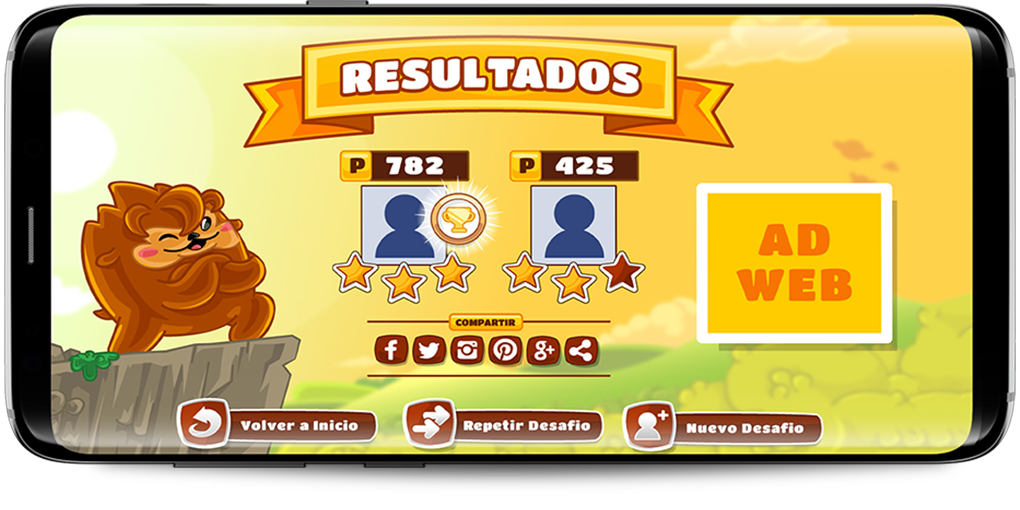 RESULTADOS
P 782
P 425
AD
WEB
COMPARTIR
Volver a Inicio
Repetir Desafio
Nuevo Desafio